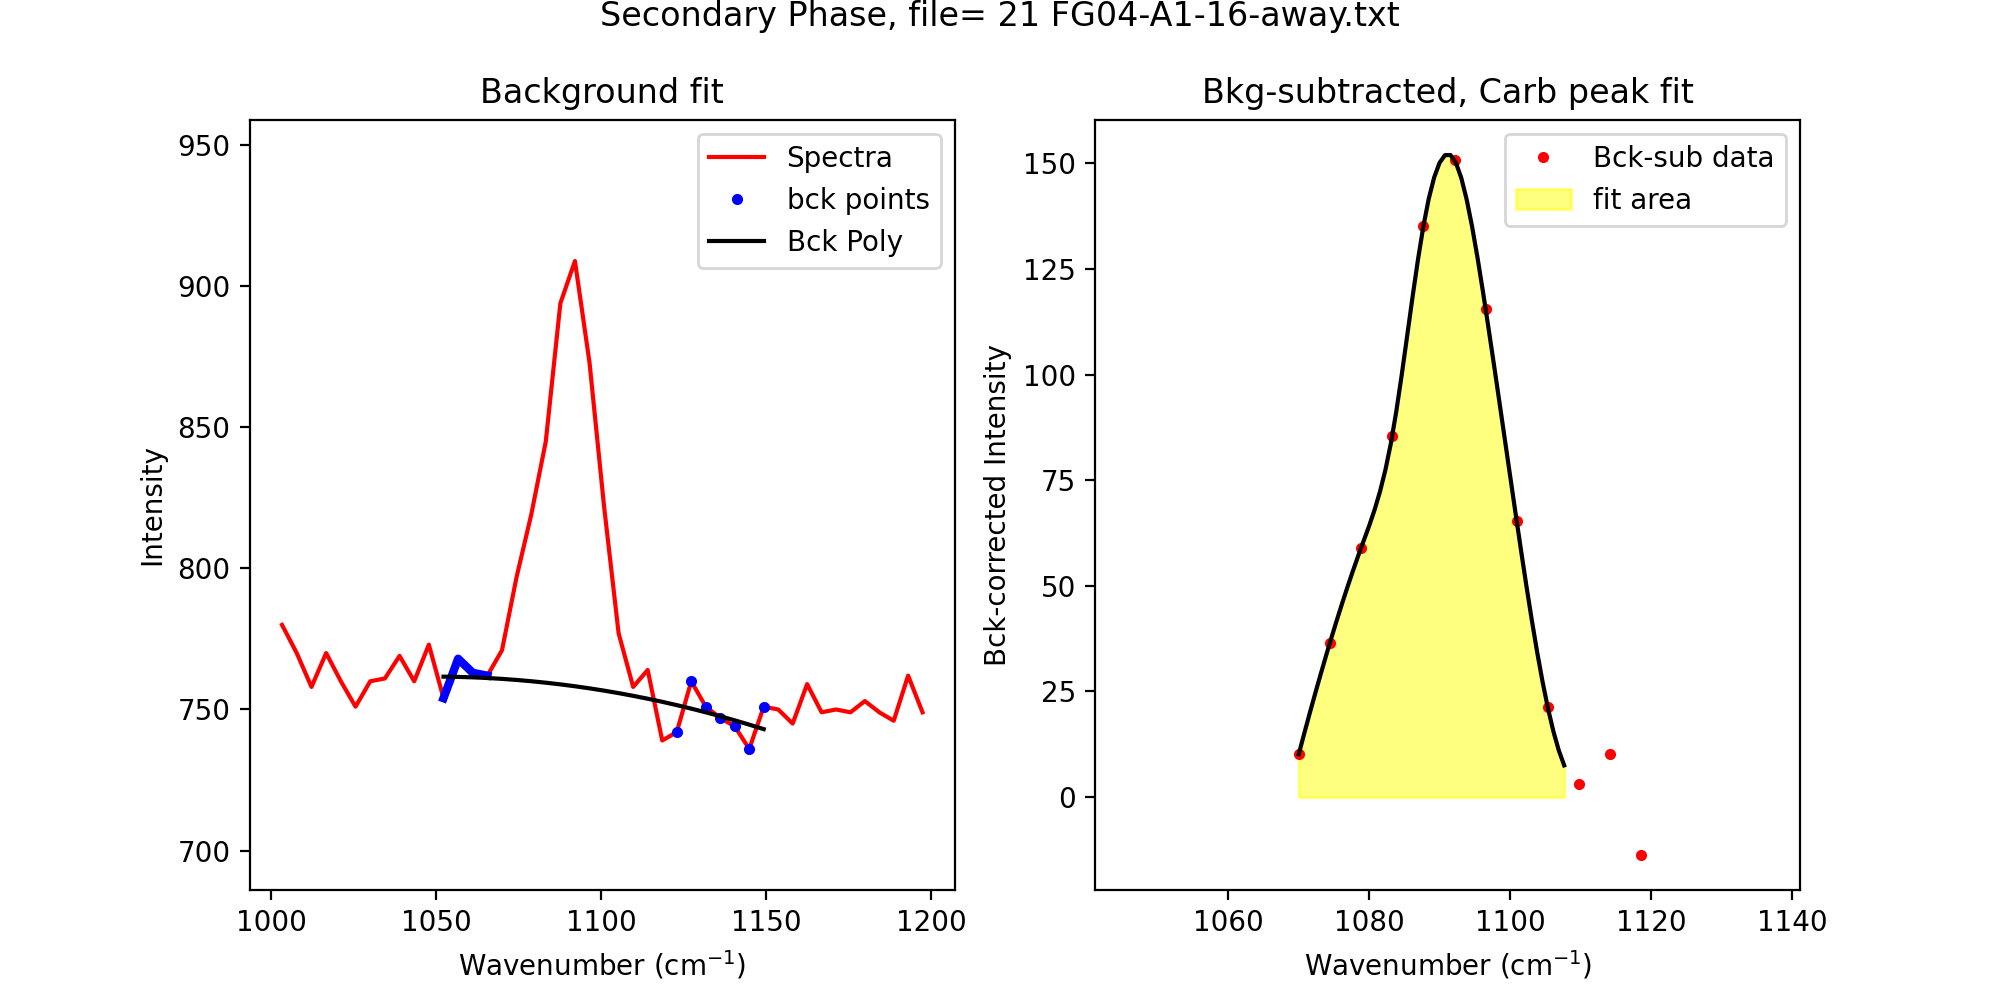 Secondary Phase, file= 21 FG04-A1-16-away.txt
Background fit
950
900
850
800
750
700
Intensity
Spectra
bck points
Bck Poly
1000 1050 1100 1150 1200
Wavenumber (cm⁻¹)
Bkg-subtracted, Carb peak fit
150
125
100
75
50
25
0
Bck-corrected Intensity
Bck-sub data
fit area
1060 1080 1100 1120 1140
Wavenumber (cm⁻¹)